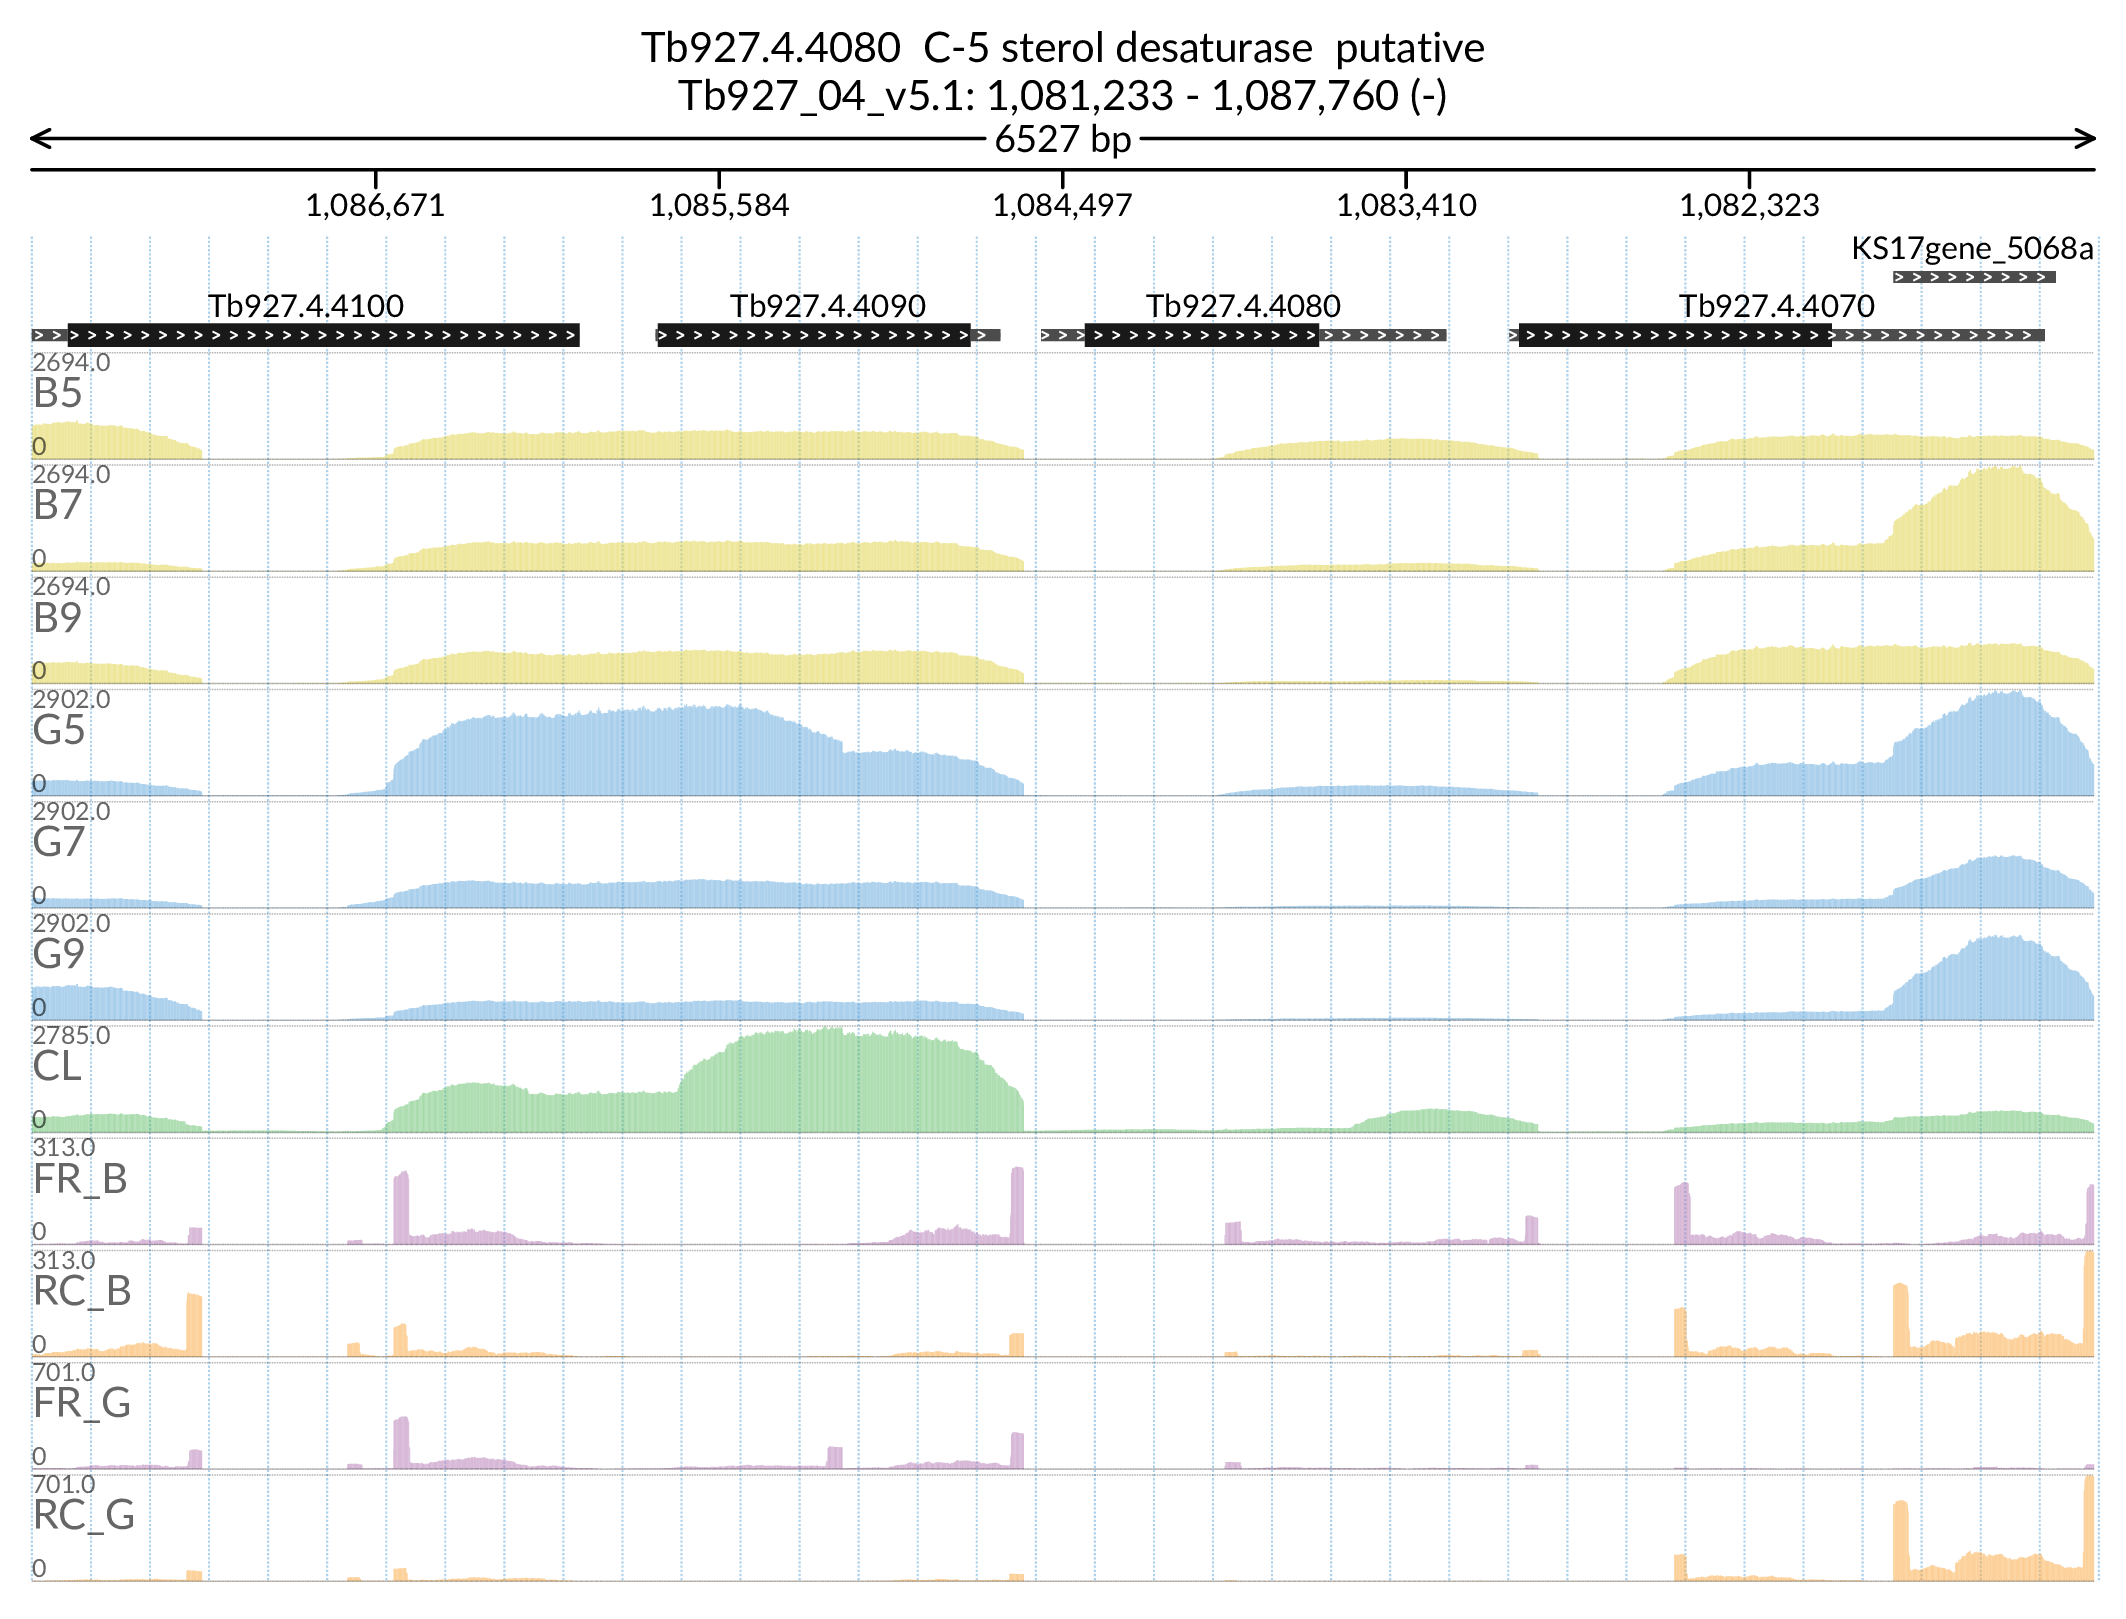 Tb927.4.4080  C-5 sterol desaturase  putative
Tb927_04_v5.1: 1,081,233 - 1,087,760 (-)
6527 bp
1,086,671 1,085,584 1,084,497 1,083,410 1,082,323
KS17gene_5068a
Tb927.4.4100 Tb927.4.4090 Tb927.4.4080 Tb927.4.4070
2694.0
B5
0
2694.0
B7
0
2694.0
B9
0
2902.0
G5
0
2902.0
G7
0
2902.0
G9
0
2785.0
CL
0
313.0
FR_B
0
313.0
RC_B
0
701.0
FR_G
0
701.0
RC_G
0